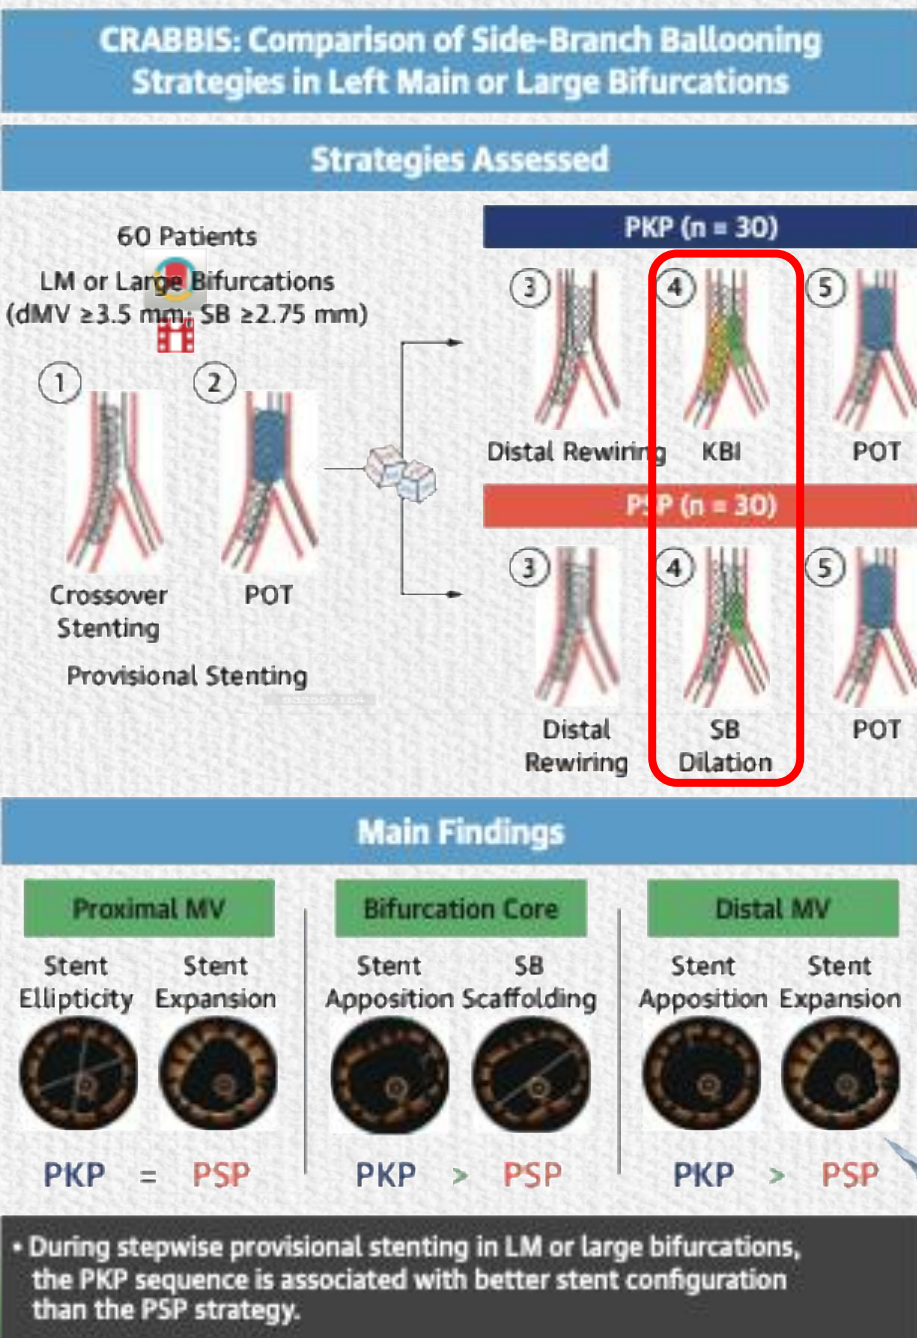 CRABBIS: Comparison of Side-Branch Ballooning
Strategies in Left Main or Large Bifurcations
Strategies Assessed
60 Patients
LM or Large Bifurcations
(dMV ≥3.5 mm; SB ≥2.75 mm)
1
2
Crossover
Stenting
POT
Provisional Stenting
PKP (n = 30)
3
4
5
Distal Rewiring
KBI
POT
PSP (n = 30)
3
4
5
Distal
Rewiring
SB
Dilation
POT
Main Findings
Proximal MV
Stent
Ellipticity
Stent
Expansion
PKP = PSP
Bifurcation Core
Stent
Apposition
SB
Scaffolding
PKP > PSP
Distal MV
Stent
Apposition
Stent
Expansion
PKP > PSP
• During stepwise provisional stenting in LM or large bifurcations,
the PKP sequence is associated with better stent configuration
than the PSP strategy.